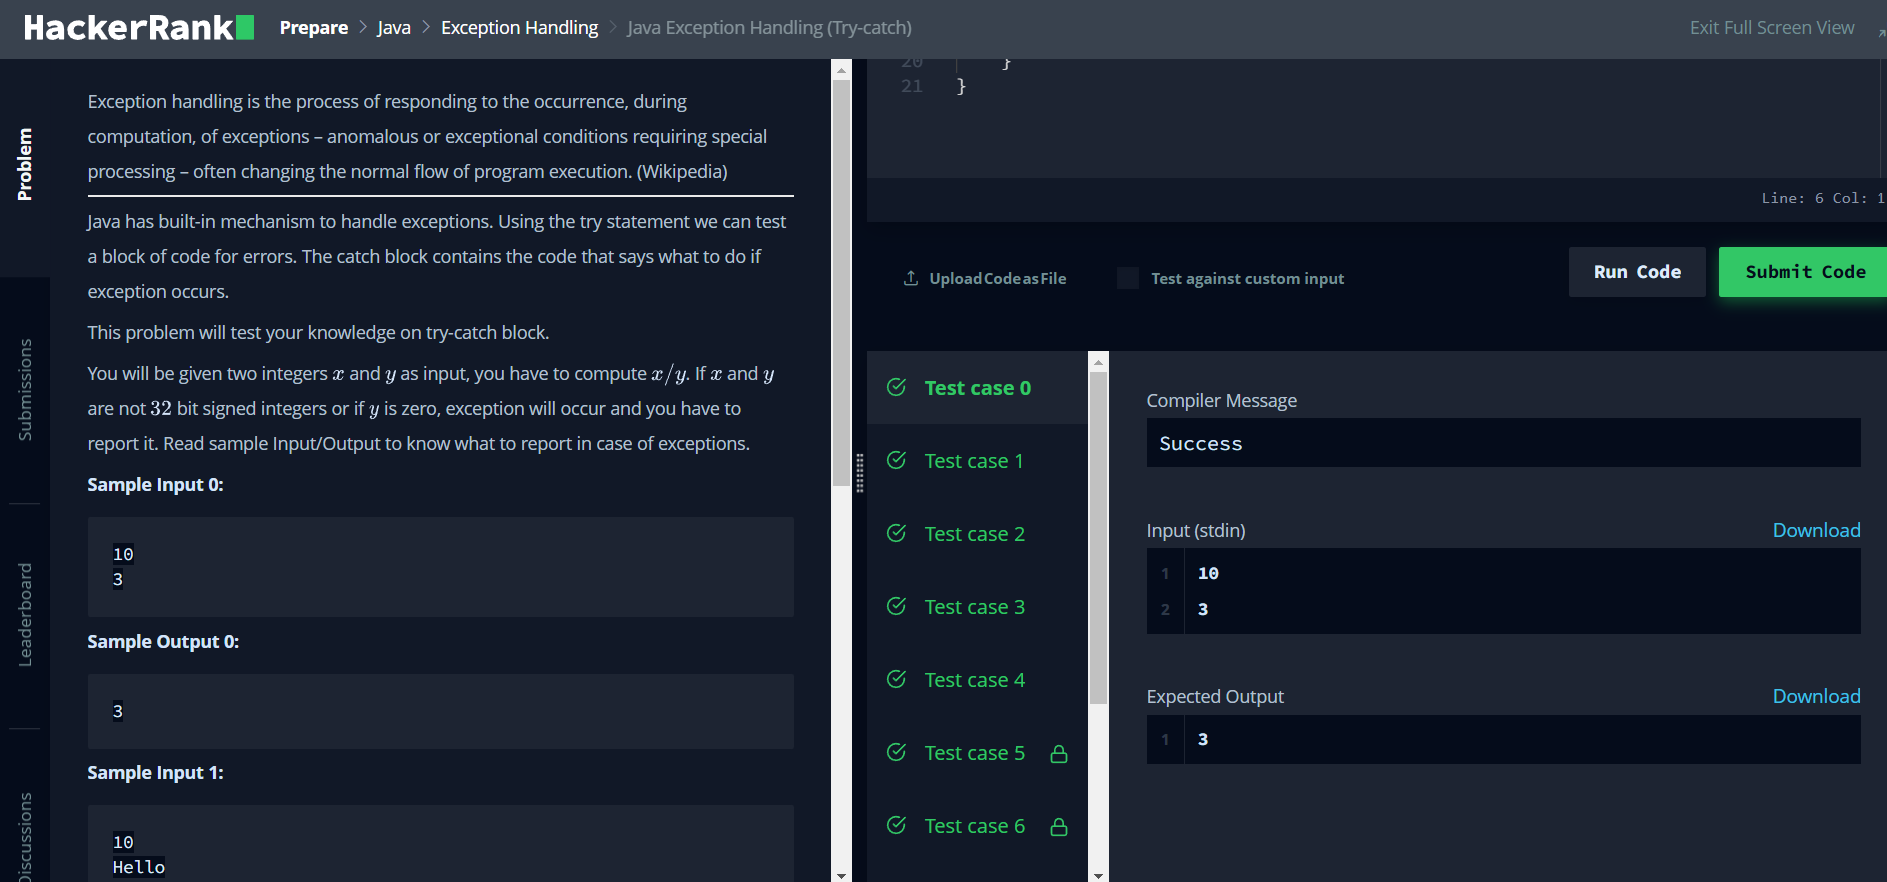 HackerRank
Prepare > Java > Exception Handling > Java Exception Handling (Try-catch)
Exit Full Screen View
Problem
Submissions
Leaderboard
Discussions
Exception handling is the process of responding to the occurrence, during
computation, of exceptions – anomalous or exceptional conditions requiring special
processing – often changing the normal flow of program execution. (Wikipedia)
Java has built-in mechanism to handle exceptions. Using the try statement we can test
a block of code for errors. The catch block contains the code that says what to do if
exception occurs.
This problem will test your knowledge on try-catch block.
You will be given two integers x and y as input, you have to compute x/y. If x and y
are not 32 bit signed integers or if y is zero, exception will occur and you have to
report it. Read sample Input/Output to know what to report in case of exceptions.
Sample Input 0:
10
3
Sample Output 0:
3
Sample Input 1:
10
Hello
20 }
21 }
Line: 6 Col: 1
Upload Code as File
Test against custom input
Run Code
Submit Code
Test case 0
Test case 1
Test case 2
Test case 3
Test case 4
Test case 5
Test case 6
Compiler Message
Success
Input (stdin)
Download
1 10
2 3
Expected Output
Download
1 3